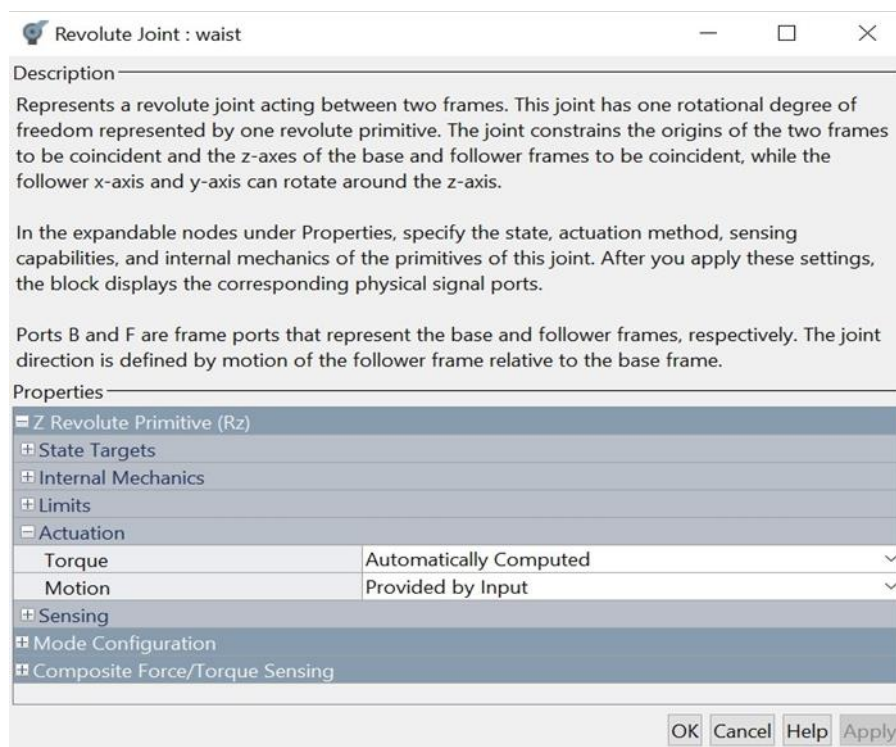 Revolute Joint : waist
Description
Represents a revolute joint acting between two frames. This joint has one rotational degree of
freedom represented by one revolute primitive. The joint constrains the origins of the two frames
to be coincident and the z-axes of the base and follower frames to be coincident, while the
follower x-axis and y-axis can rotate around the z-axis.
In the expandable nodes under Properties, specify the state, actuation method, sensing
capabilities, and internal mechanics of the primitives of this joint. After you apply these settings,
the block displays the corresponding physical signal ports.
Ports B and F are frame ports that represent the base and follower frames, respectively. The joint
direction is defined by motion of the follower frame relative to the base frame.
Properties
Z Revolute Primitive (Rz)
State Targets
Internal Mechanics
Limits
Actuation
Torque Automatically Computed
Motion Provided by Input
Sensing
Mode Configuration
Composite Force/Torque Sensing
OK Cancel Help Apply